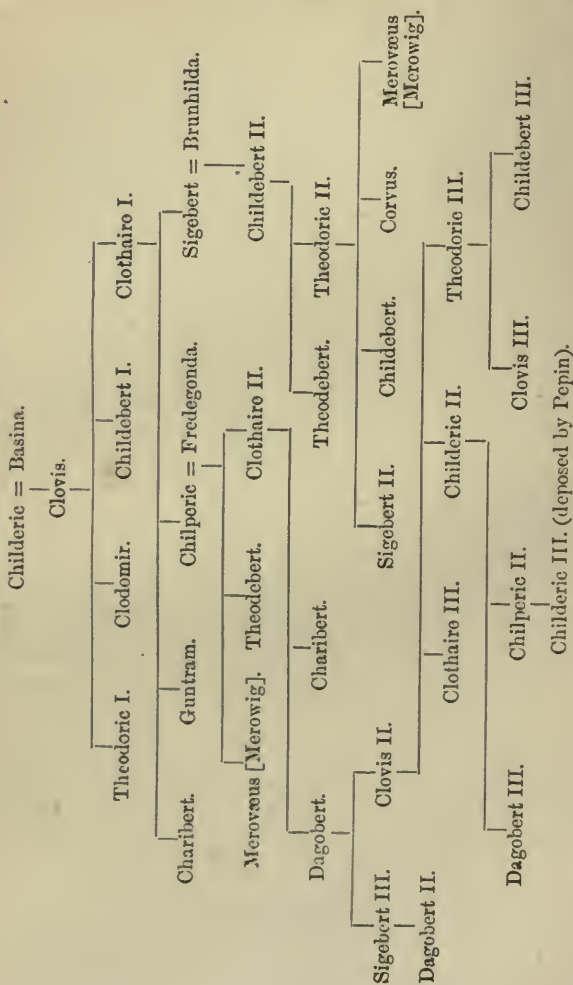 Childeric = Basina.
Clovis.
Theodoric I. Clodomir. Childebert I. Clothaire I.
Charibert. Guntram. Chilperic = Fredegonda. Sigebert = Brunhilda.
Merovæus [Merowig]. Theodebert. Clothaire II. Childebert II.
Dagobert. Charibert. Theodebert. Theodoric II.
Sigebert III. Clovis II. Sigebert II. Childebert. Corvus. Merovæus
[Merowig].
Dagobert II. Clothaire III. Childeric II. Theodoric III.
Dagobert III. Chilperic II. Clovis III. Childebert III.
Childeric III. (deposed by Pepin).